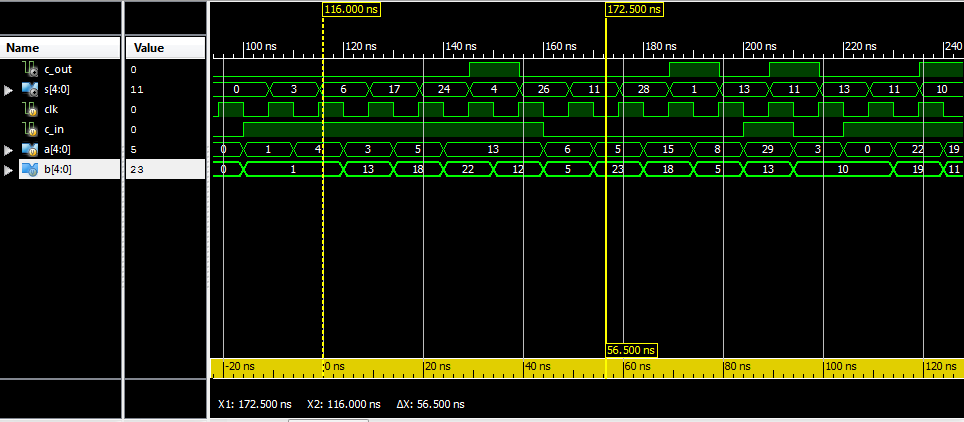 116.000 ns 172.500 ns
Name Value
100 ns 120 ns 140 ns 160 ns 180 ns 200 ns 220 ns 240
c_out 0
s[4:0] 11 0 3 6 17 24 4 26 11 28 1 13 11 13 11 10
clk 0
c_in 0
a[4:0] 5 0 1 4 3 5 13 6 5 15 8 29 3 0 22 19
b[4:0] 23 0 1 13 18 22 12 5 23 18 5 13 10 19 11
56.500 ns
-20 ns 0 ns 20 ns 40 ns 60 ns 80 ns 100 ns 120 ns
X1: 172.500 ns X2: 116.000 ns ΔX: 56.500 ns